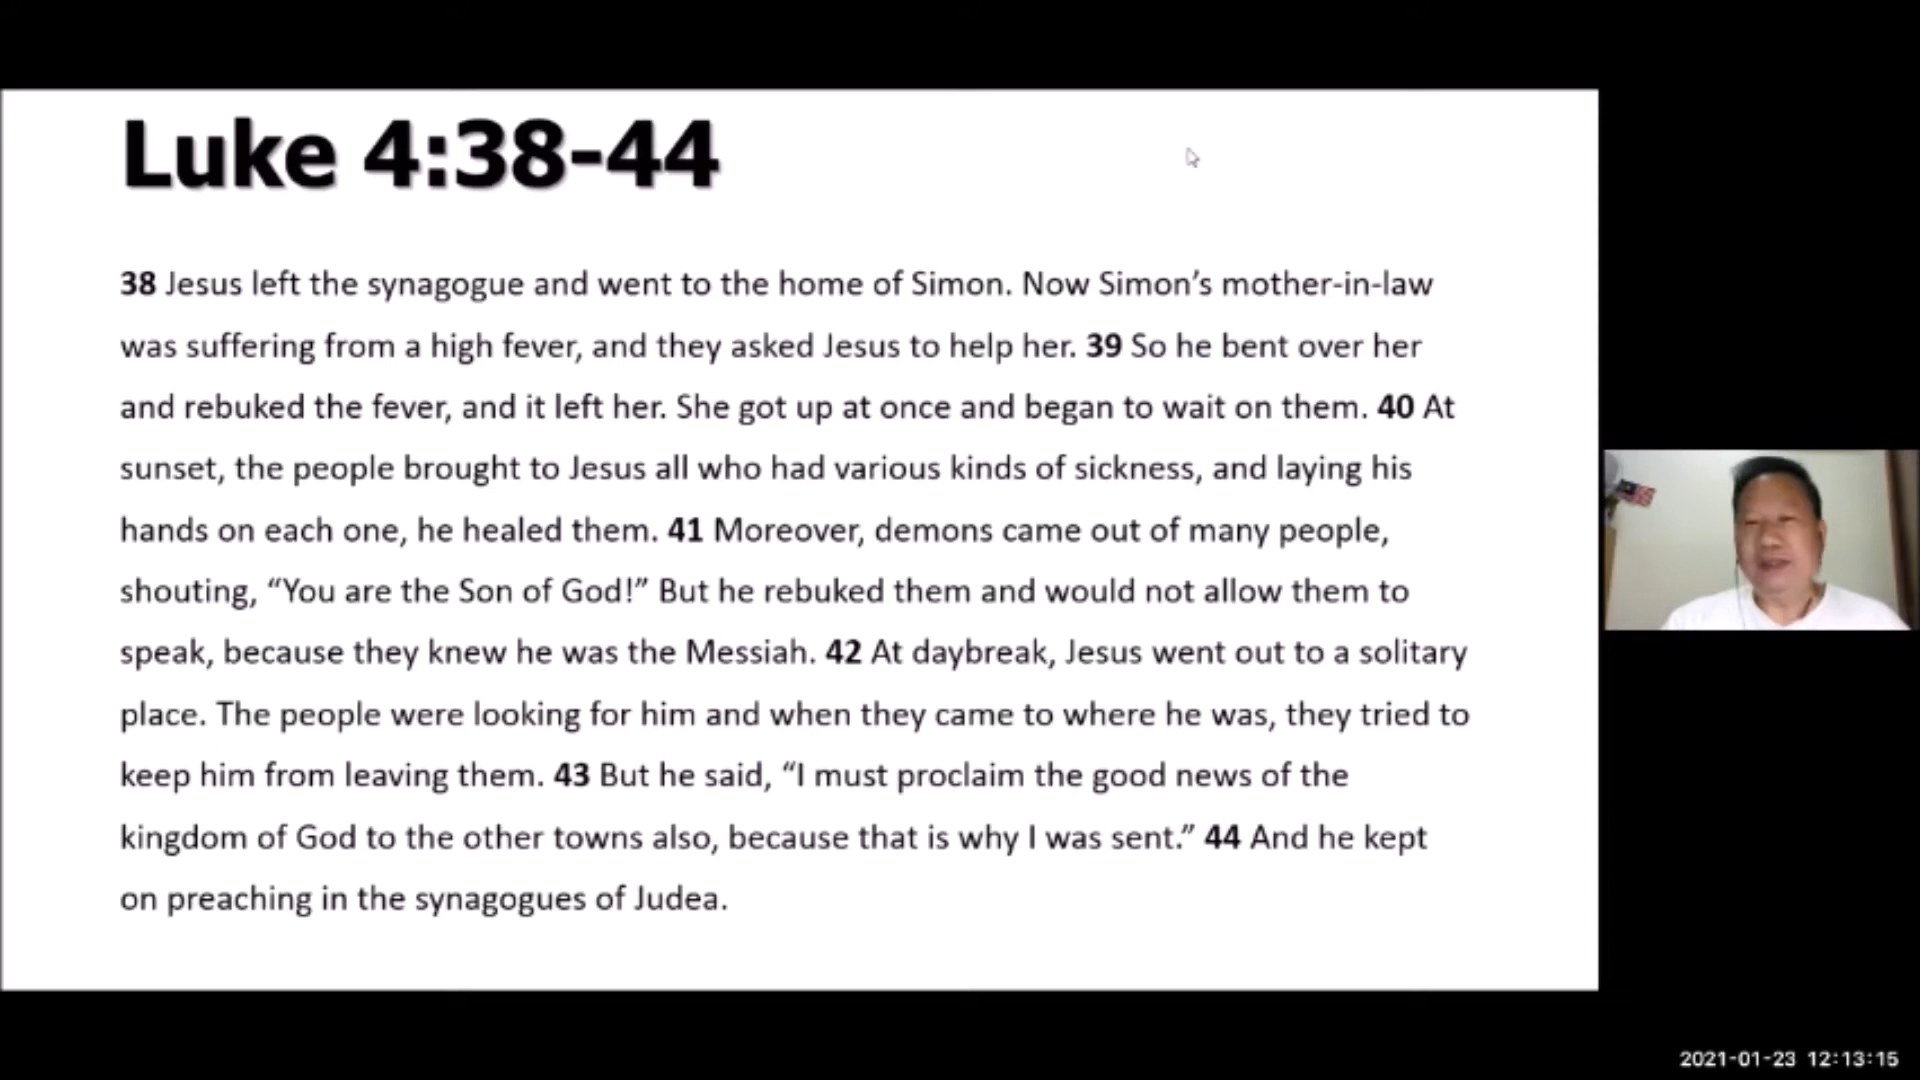 Luke 4:38-44
38 Jesus left the synagogue and went to the home of Simon. Now Simon’s mother-in-law
was suffering from a high fever, and they asked Jesus to help her. 39 So he bent over her
and rebuked the fever, and it left her. She got up at once and began to wait on them. 40 At
sunset, the people brought to Jesus all who had various kinds of sickness, and laying his
hands on each one, he healed them. 41 Moreover, demons came out of many people,
shouting, “You are the Son of God!” But he rebuked them and would not allow them to
speak, because they knew he was the Messiah. 42 At daybreak, Jesus went out to a solitary
place. The people were looking for him and when they came to where he was, they tried to
keep him from leaving them. 43 But he said, “I must proclaim the good news of the
kingdom of God to the other towns also, because that is why I was sent.” 44 And he kept
on preaching in the synagogues of Judea.
2021-01-23 12:13:15